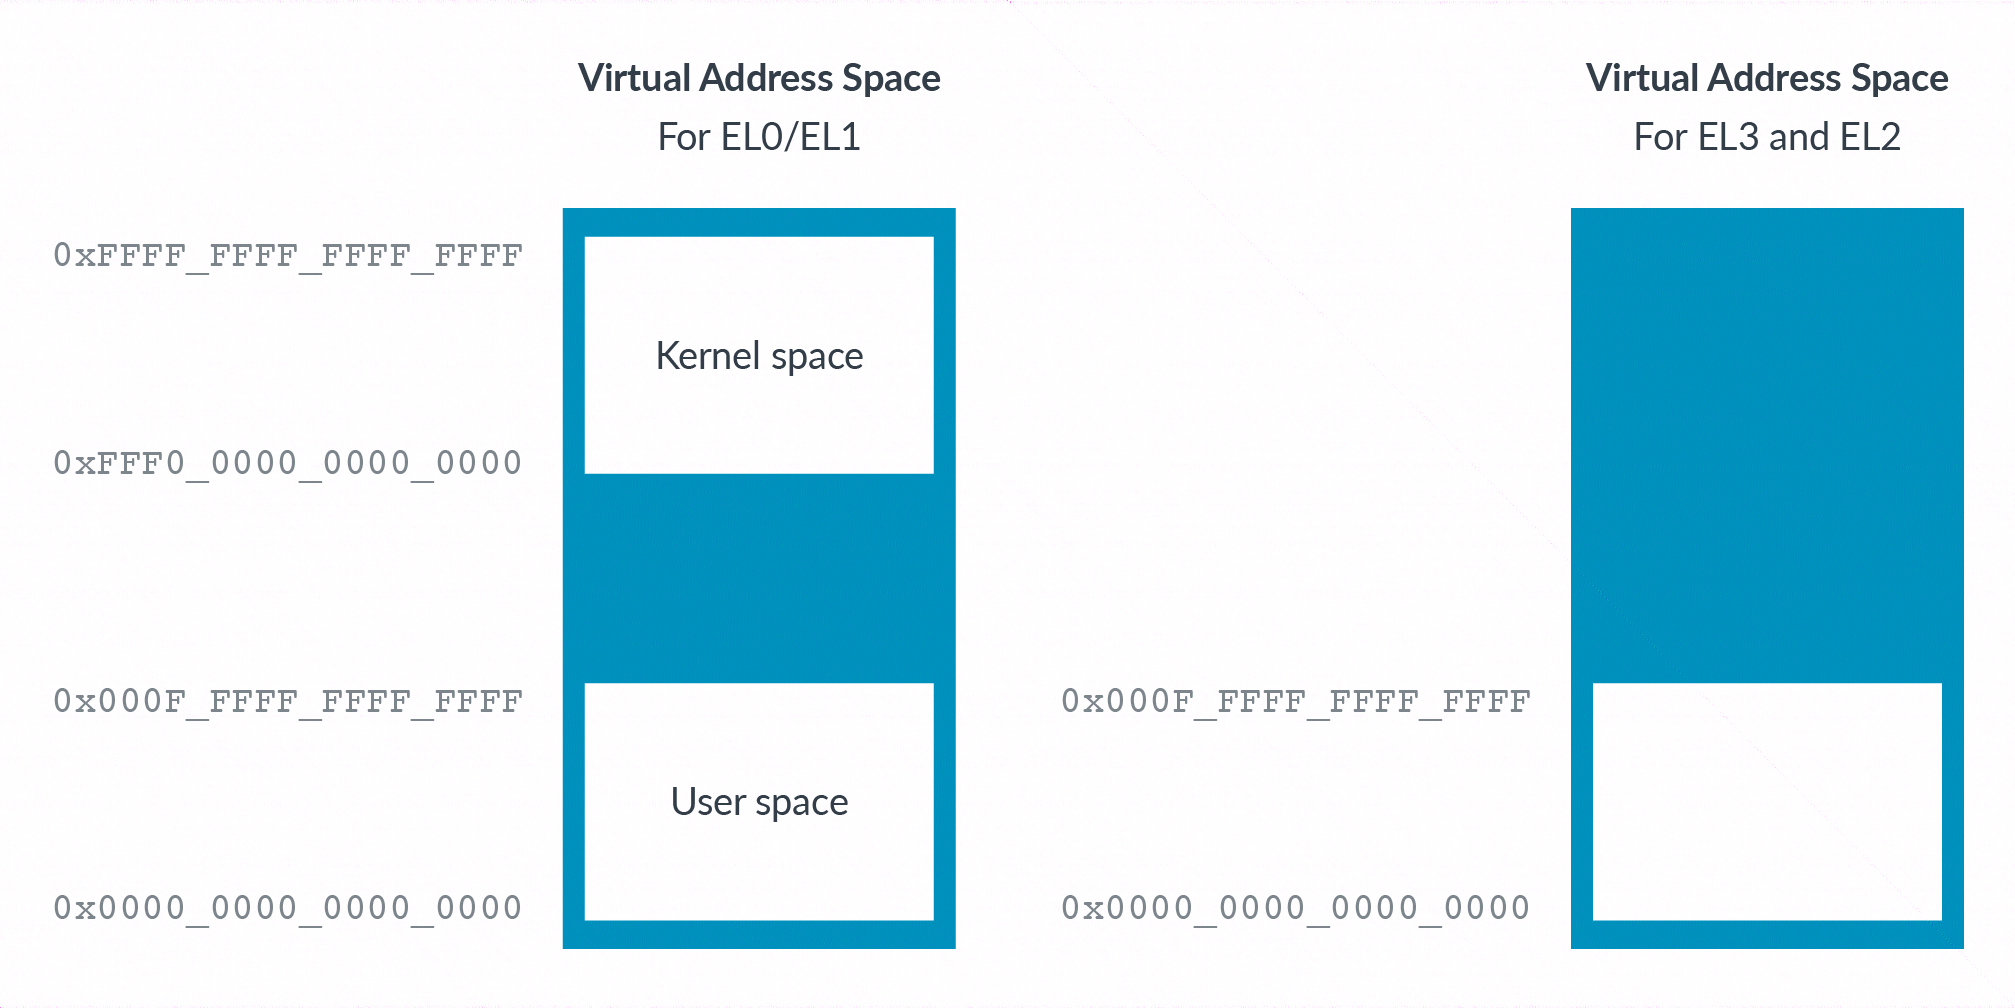 Virtual Address Space
For EL0/EL1
0xFFFF_FFFF_FFFF_FFFF
Kernel space
0xFFF0_0000_0000_0000
0x000F_FFFF_FFFF_FFFF
User space
0x0000_0000_0000_0000
Virtual Address Space
For EL3 and EL2
0x000F_FFFF_FFFF_FFFF
0x0000_0000_0000_0000